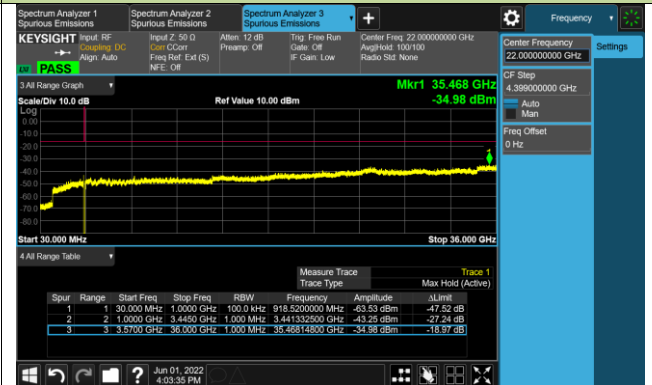 Spectrum Analyzer 1
Spurious Emissions
Spectrum Analyzer 2
Spurious Emissions
Spectrum Analyzer 3
Spurious Emissions
+
Frequency
KEYSIGHT
Input: RF
Coupling: DC
Align: Auto
Input Z: 50 Ω
Corr CCorr
Freq Ref: Ext (S)
NFE: Off
Atten: 12 dB
Preamp: Off
Trig: Free Run
Gate: Off
IF Gain: Low
Center Freq: 22.000000000 GHz
Avg|Hold: 100/100
Radio Std: None
PASS
Center Frequency
22.000000000 GHz
CF Step
4.399000000 GHz
Auto
Man
Freq Offset
0 Hz
Settings
3 All Range Graph
Mkr1 35.468 GHz
Scale/Div 10.0 dB
Ref Value 10.00 dBm
-34.98 dBm
Log
0.00
-10.0
-20.0
-30.0
-40.0
-50.0
-60.0
-70.0
-80.0
1
Start 30.000 MHz
Stop 36.000 GHz
4 All Range Table
Measure Trace Trace 1
Trace Type Max Hold (Active)
Spur Range Start Freq Stop Freq RBW Frequency Amplitude ΔLimit
1 1 30.000 MHz 1.0000 GHz 100.0 kHz 918.5200000 MHz -63.53 dBm -47.52 dB
2 2 1.0000 GHz 3.4450 GHz 1.000 MHz 3.441332500 GHz -43.25 dBm -27.24 dB
3 3 3.5700 GHz 36.000 GHz 1.000 MHz 35.46814800 GHz -34.98 dBm -18.97 dB
?
Jun 01, 2022
4:03:35 PM